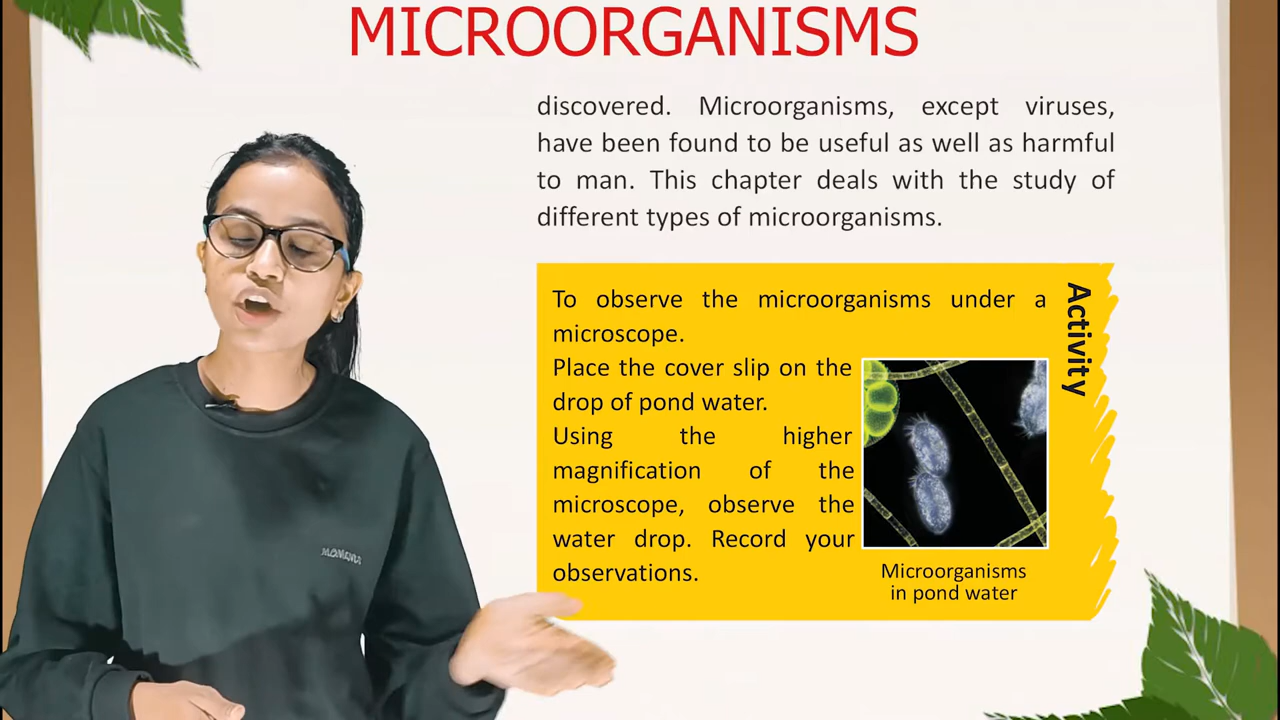 MICROORGANISMS
discovered. Microorganisms, except viruses,
have been found to be useful as well as harmful
to man. This chapter deals with the study of
different types of microorganisms.
Activity
To observe the microorganisms under a
microscope.
Place the cover slip on the
drop of pond water.
Using the higher
magnification of the
microscope, observe the
water drop. Record your
observations.
Microorganisms
in pond water